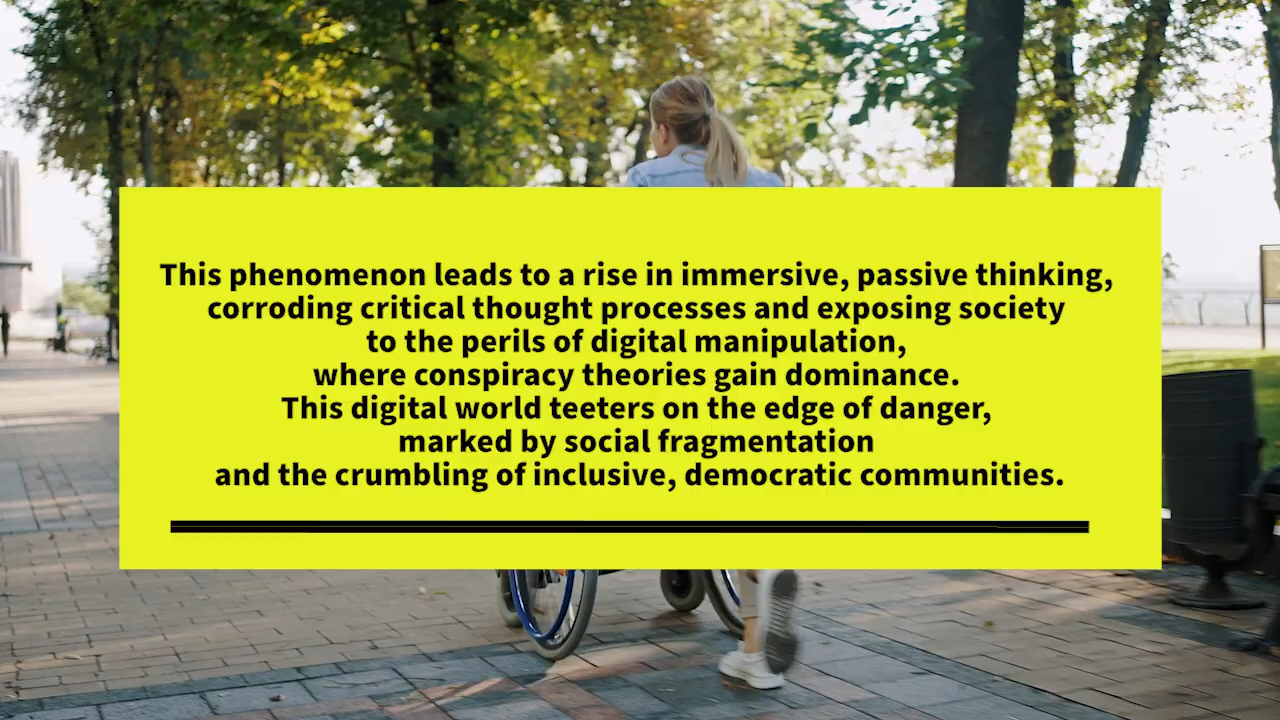 This phenomenon leads to a rise in immersive, passive thinking,
corroding critical thought processes and exposing society
to the perils of digital manipulation,
where conspiracy theories gain dominance.
This digital world teeters on the edge of danger,
marked by social fragmentation
and the crumbling of inclusive, democratic communities.